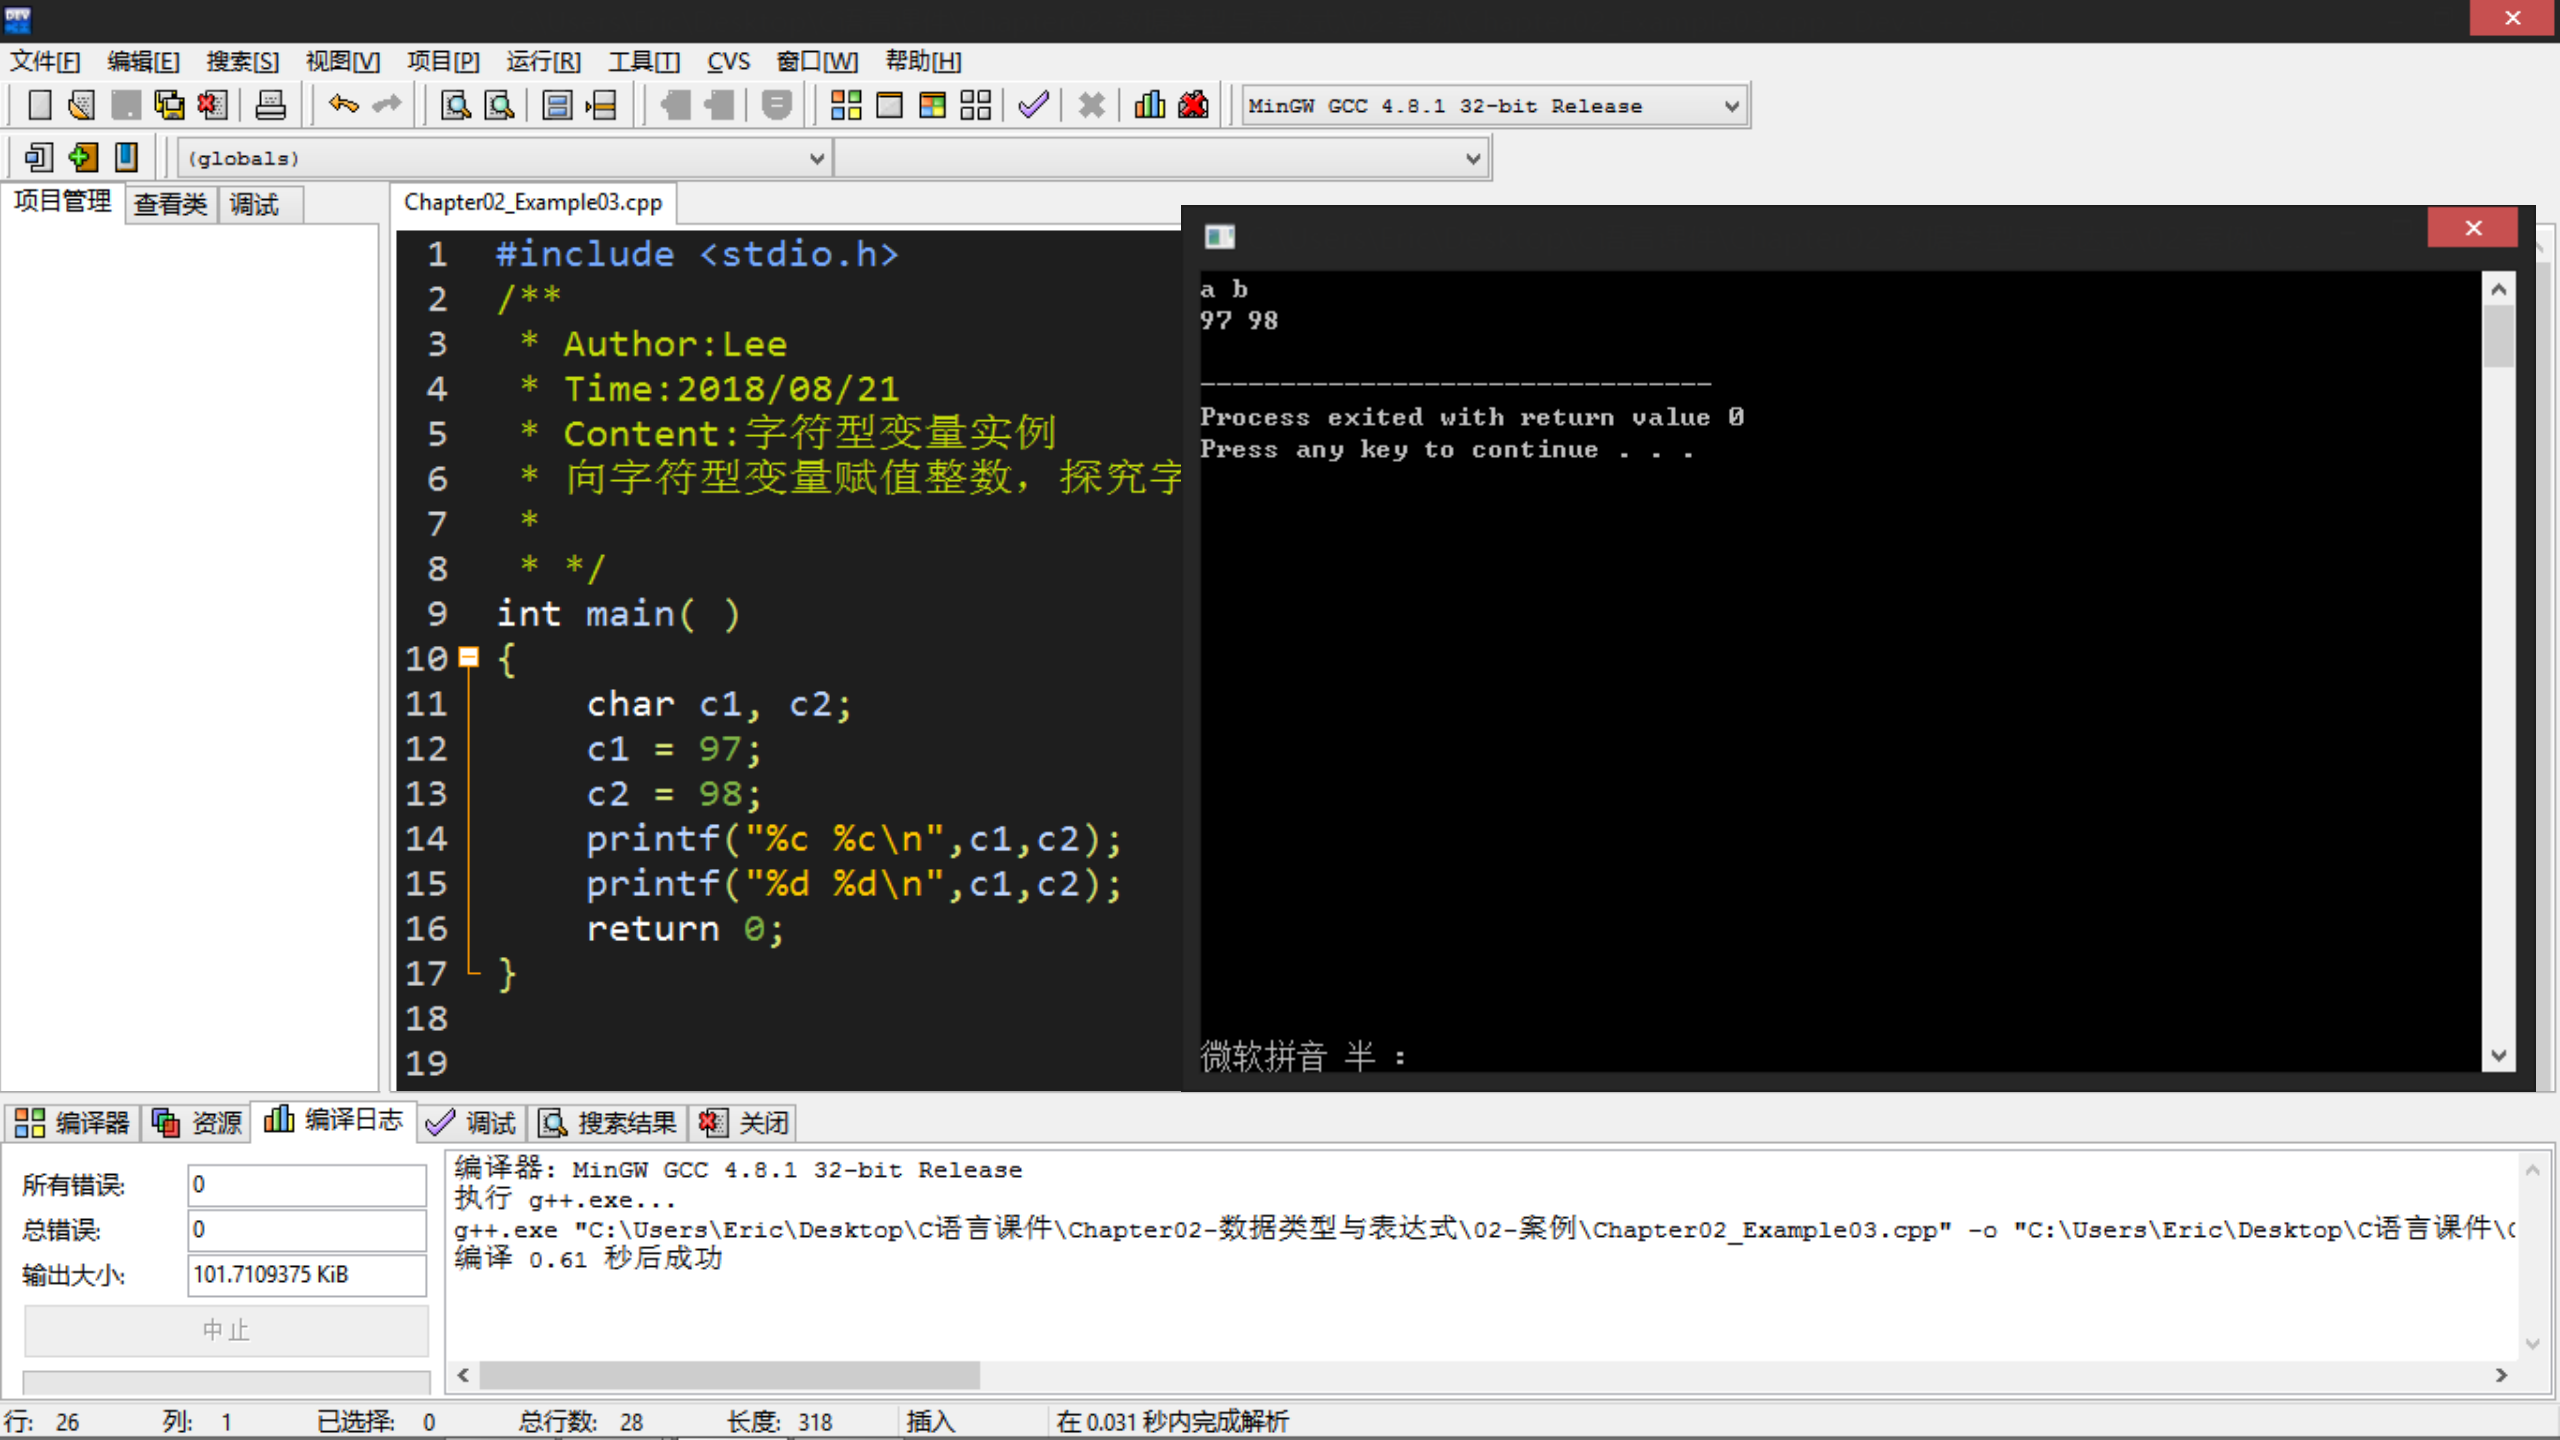 DEV
文件[F] 编辑[E] 搜索[S] 视图[V] 项目[P] 运行[R] 工具[T] CVS 窗口[W] 帮助[H]
MinGW GCC 4.8.1 32-bit Release
(globals)
项目管理 查看类 调试
Chapter02_Example03.cpp
1 #include <stdio.h>
2 /**
3  * Author:Lee
4  * Time:2018/08/21
5  * Content:字符型变量实例
6  * 向字符型变量赋值整数，探究字
7  *
8  * */
9 int main( )
10 {
11     char c1, c2;
12     c1 = 97;
13     c2 = 98;
14     printf("%c %c\n",c1,c2);
15     printf("%d %d\n",c1,c2);
16     return 0;
17 }
18
19
a b
97 98
--------------------------------
Process exited with return value 0
Press any key to continue . . .
微软拼音 半 :
编译器 资源 编译日志 调试 搜索结果 关闭
所有错误: 0
总错误: 0
输出大小: 101.7109375 KiB
中止
编译器: MinGW GCC 4.8.1 32-bit Release
执行 g++.exe...
g++.exe "C:\Users\Eric\Desktop\C语言课件\Chapter02-数据类型与表达式\02-案例\Chapter02_Example03.cpp" -o "C:\Users\Eric\Desktop\C语言课件\C
编译 0.61 秒后成功
行: 26 列: 1 已选择: 0 总行数: 28 长度: 318 插入 在 0.031 秒内完成解析